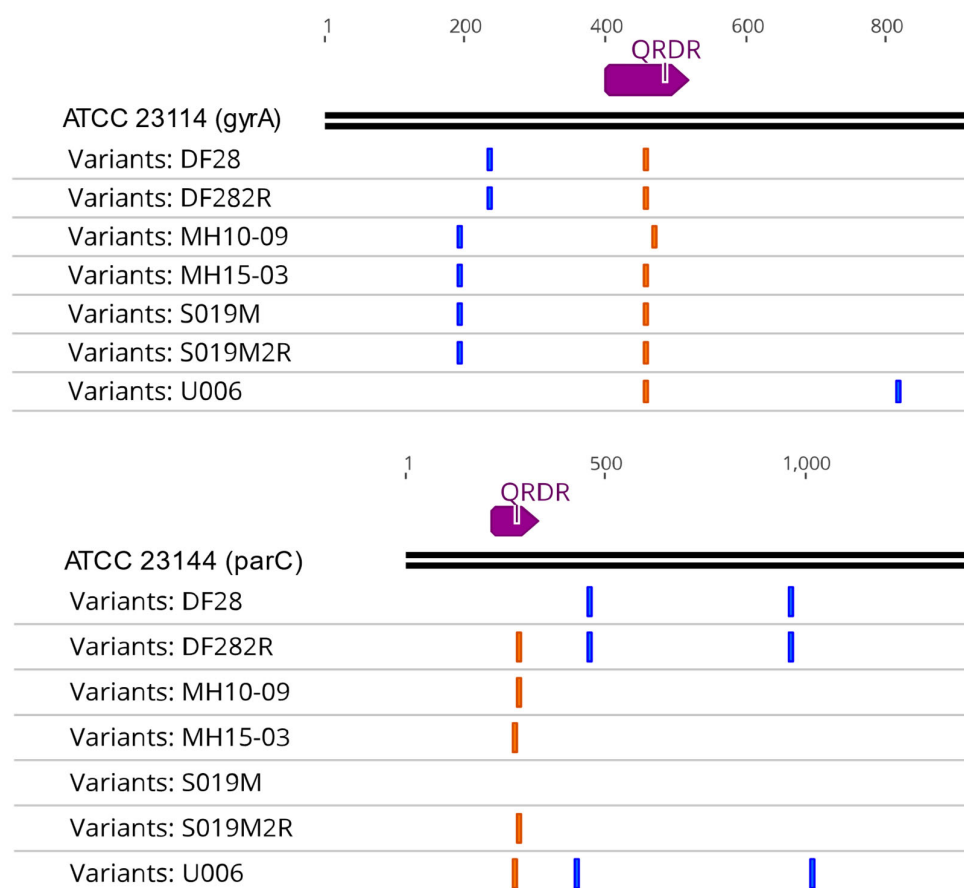 1 200 400 600 800
QRDR
ATCC 23114 (gyrA)
Variants: DF28
Variants: DF282R
Variants: MH10-09
Variants: MH15-03
Variants: S019M
Variants: S019M2R
Variants: U006
1 500 1,000
QRDR
ATCC 23144 (parC)
Variants: DF28
Variants: DF282R
Variants: MH10-09
Variants: MH15-03
Variants: S019M
Variants: S019M2R
Variants: U006